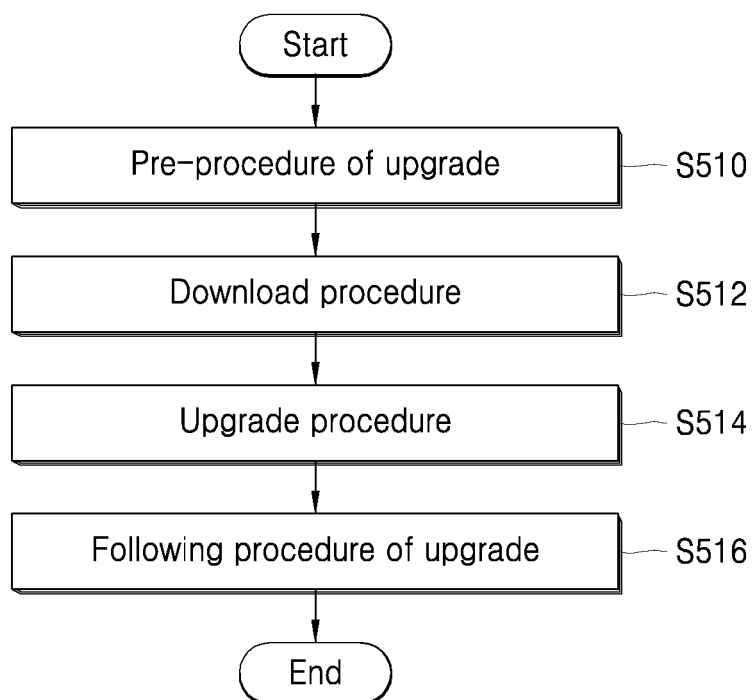 Start
Pre-procedure of upgrade
S510
Download procedure
S512
Upgrade procedure
S514
Following procedure of upgrade
S516
End